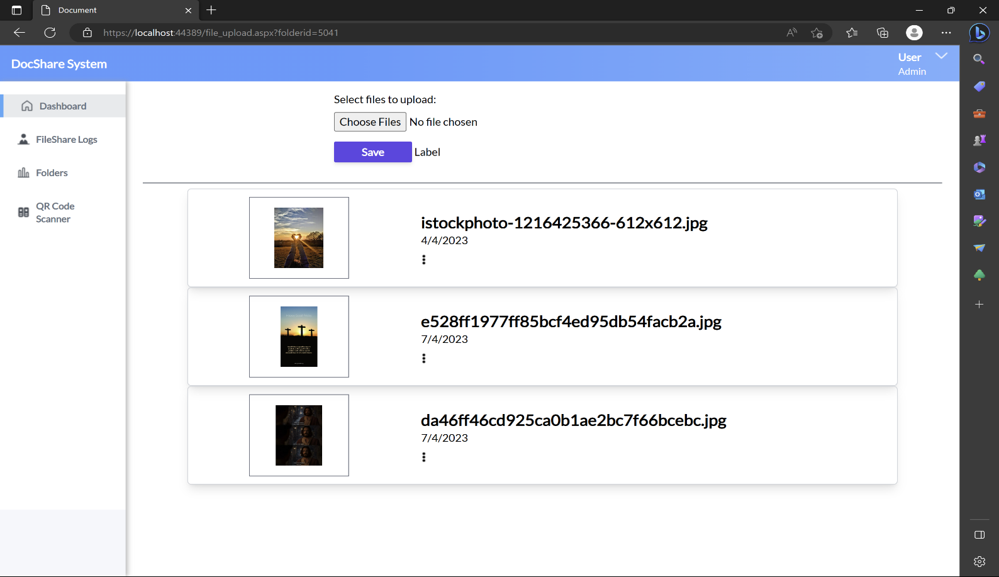 Document
https://localhost:44389/file_upload.aspx?folderid=5041
DocShare System
User
Admin
Dashboard
FileShare Logs
Folders
QR Code
Scanner
Select files to upload:
Choose Files No file chosen
Save Label
istockphoto-1216425366-612x612.jpg
4/4/2023
e528ff1977ff85bcf4ed95db54facb2a.jpg
7/4/2023
da46ff46cd925ca0b1ae2bc7f66bcebc.jpg
7/4/2023